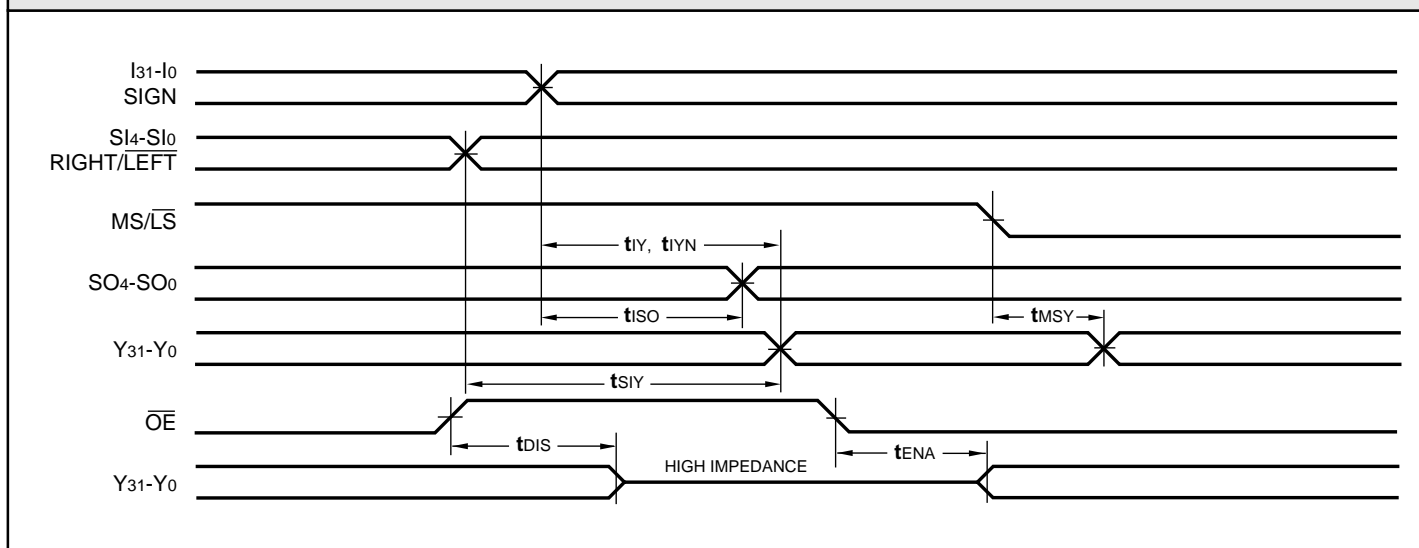 I31-I0
SIGN
SI4-SI0
RIGHT/LEFT
MS/LS
tIY, tIYN
SO4-SO0
tISO
tMSY
Y31-Y0
tSIY
OE
tDIS
tENA
HIGH IMPEDANCE
Y31-Y0